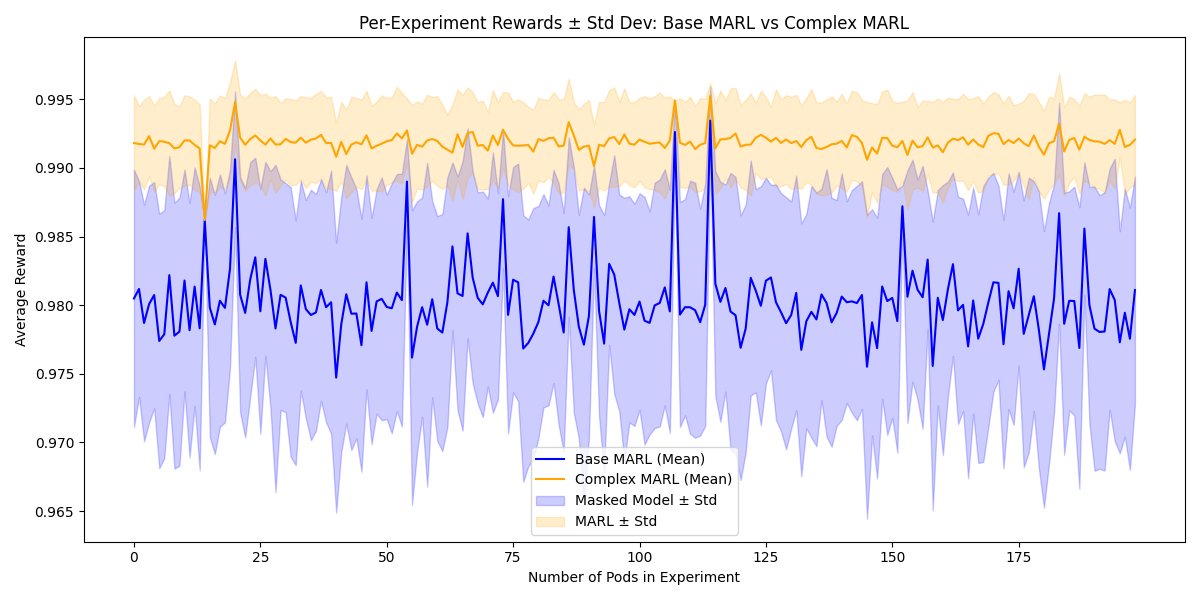 Per-Experiment Rewards ± Std Dev: Base MARL vs Complex MARL
Average Reward
0.995
0.990
0.985
0.980
0.975
0.970
0.965
Base MARL (Mean)
Complex MARL (Mean)
Masked Model ± Std
MARL ± Std
0 25 50 75 100 125 150 175
Number of Pods in Experiment